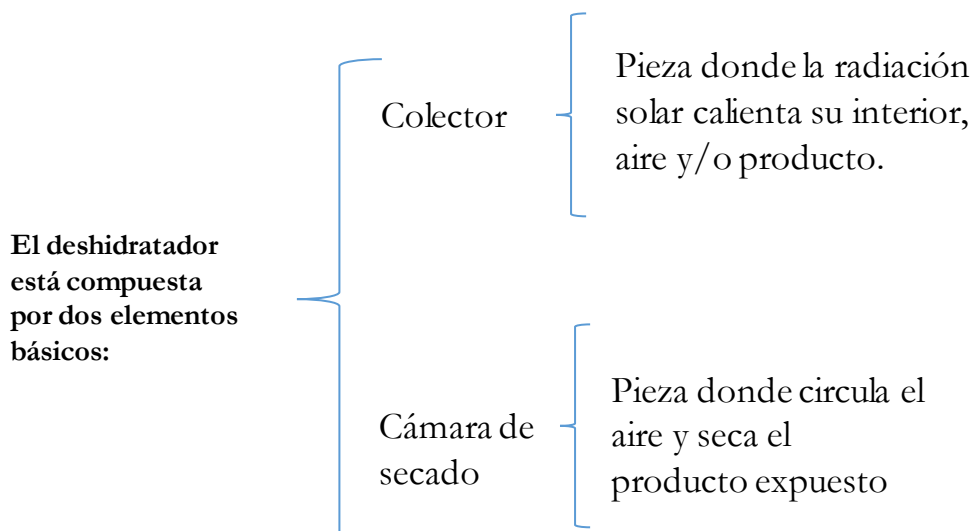 El deshidratador
está compuesta
por dos elementos
básicos:
Colector
Pieza donde la radiación
solar calienta su interior,
aire y/o producto.
Cámara de
secado
Pieza donde circula el
aire y seca el
producto expuesto